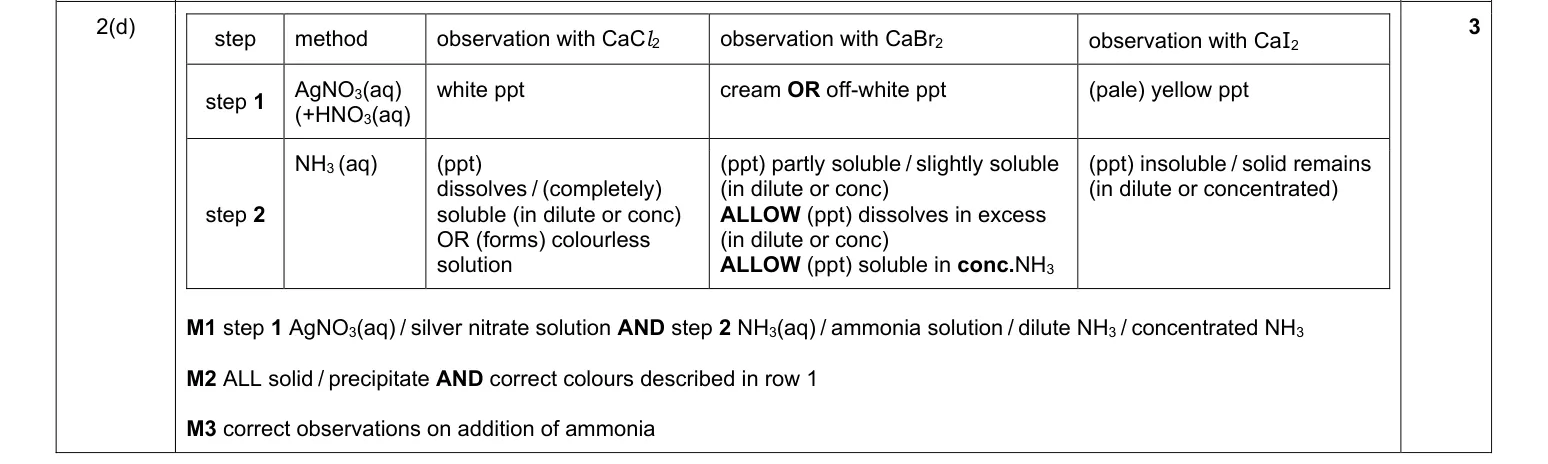 2(d)
step
method
observation with CaCl₂
observation with CaBr₂
observation with CaI₂
3
step 1
AgNO₃(aq)
(+HNO₃(aq)
white ppt
cream OR off-white ppt
(pale) yellow ppt
step 2
NH₃ (aq)
(ppt)
dissolves / (completely)
soluble (in dilute or conc)
OR (forms) colourless
solution
(ppt) partly soluble / slightly soluble
(in dilute or conc)
ALLOW (ppt) dissolves in excess
(in dilute or conc)
ALLOW (ppt) soluble in conc.NH₃
(ppt) insoluble / solid remains
(in dilute or concentrated)
M1 step 1 AgNO₃(aq) / silver nitrate solution AND step 2 NH₃(aq) / ammonia solution / dilute NH₃ / concentrated NH₃
M2 ALL solid / precipitate AND correct colours described in row 1
M3 correct observations on addition of ammonia